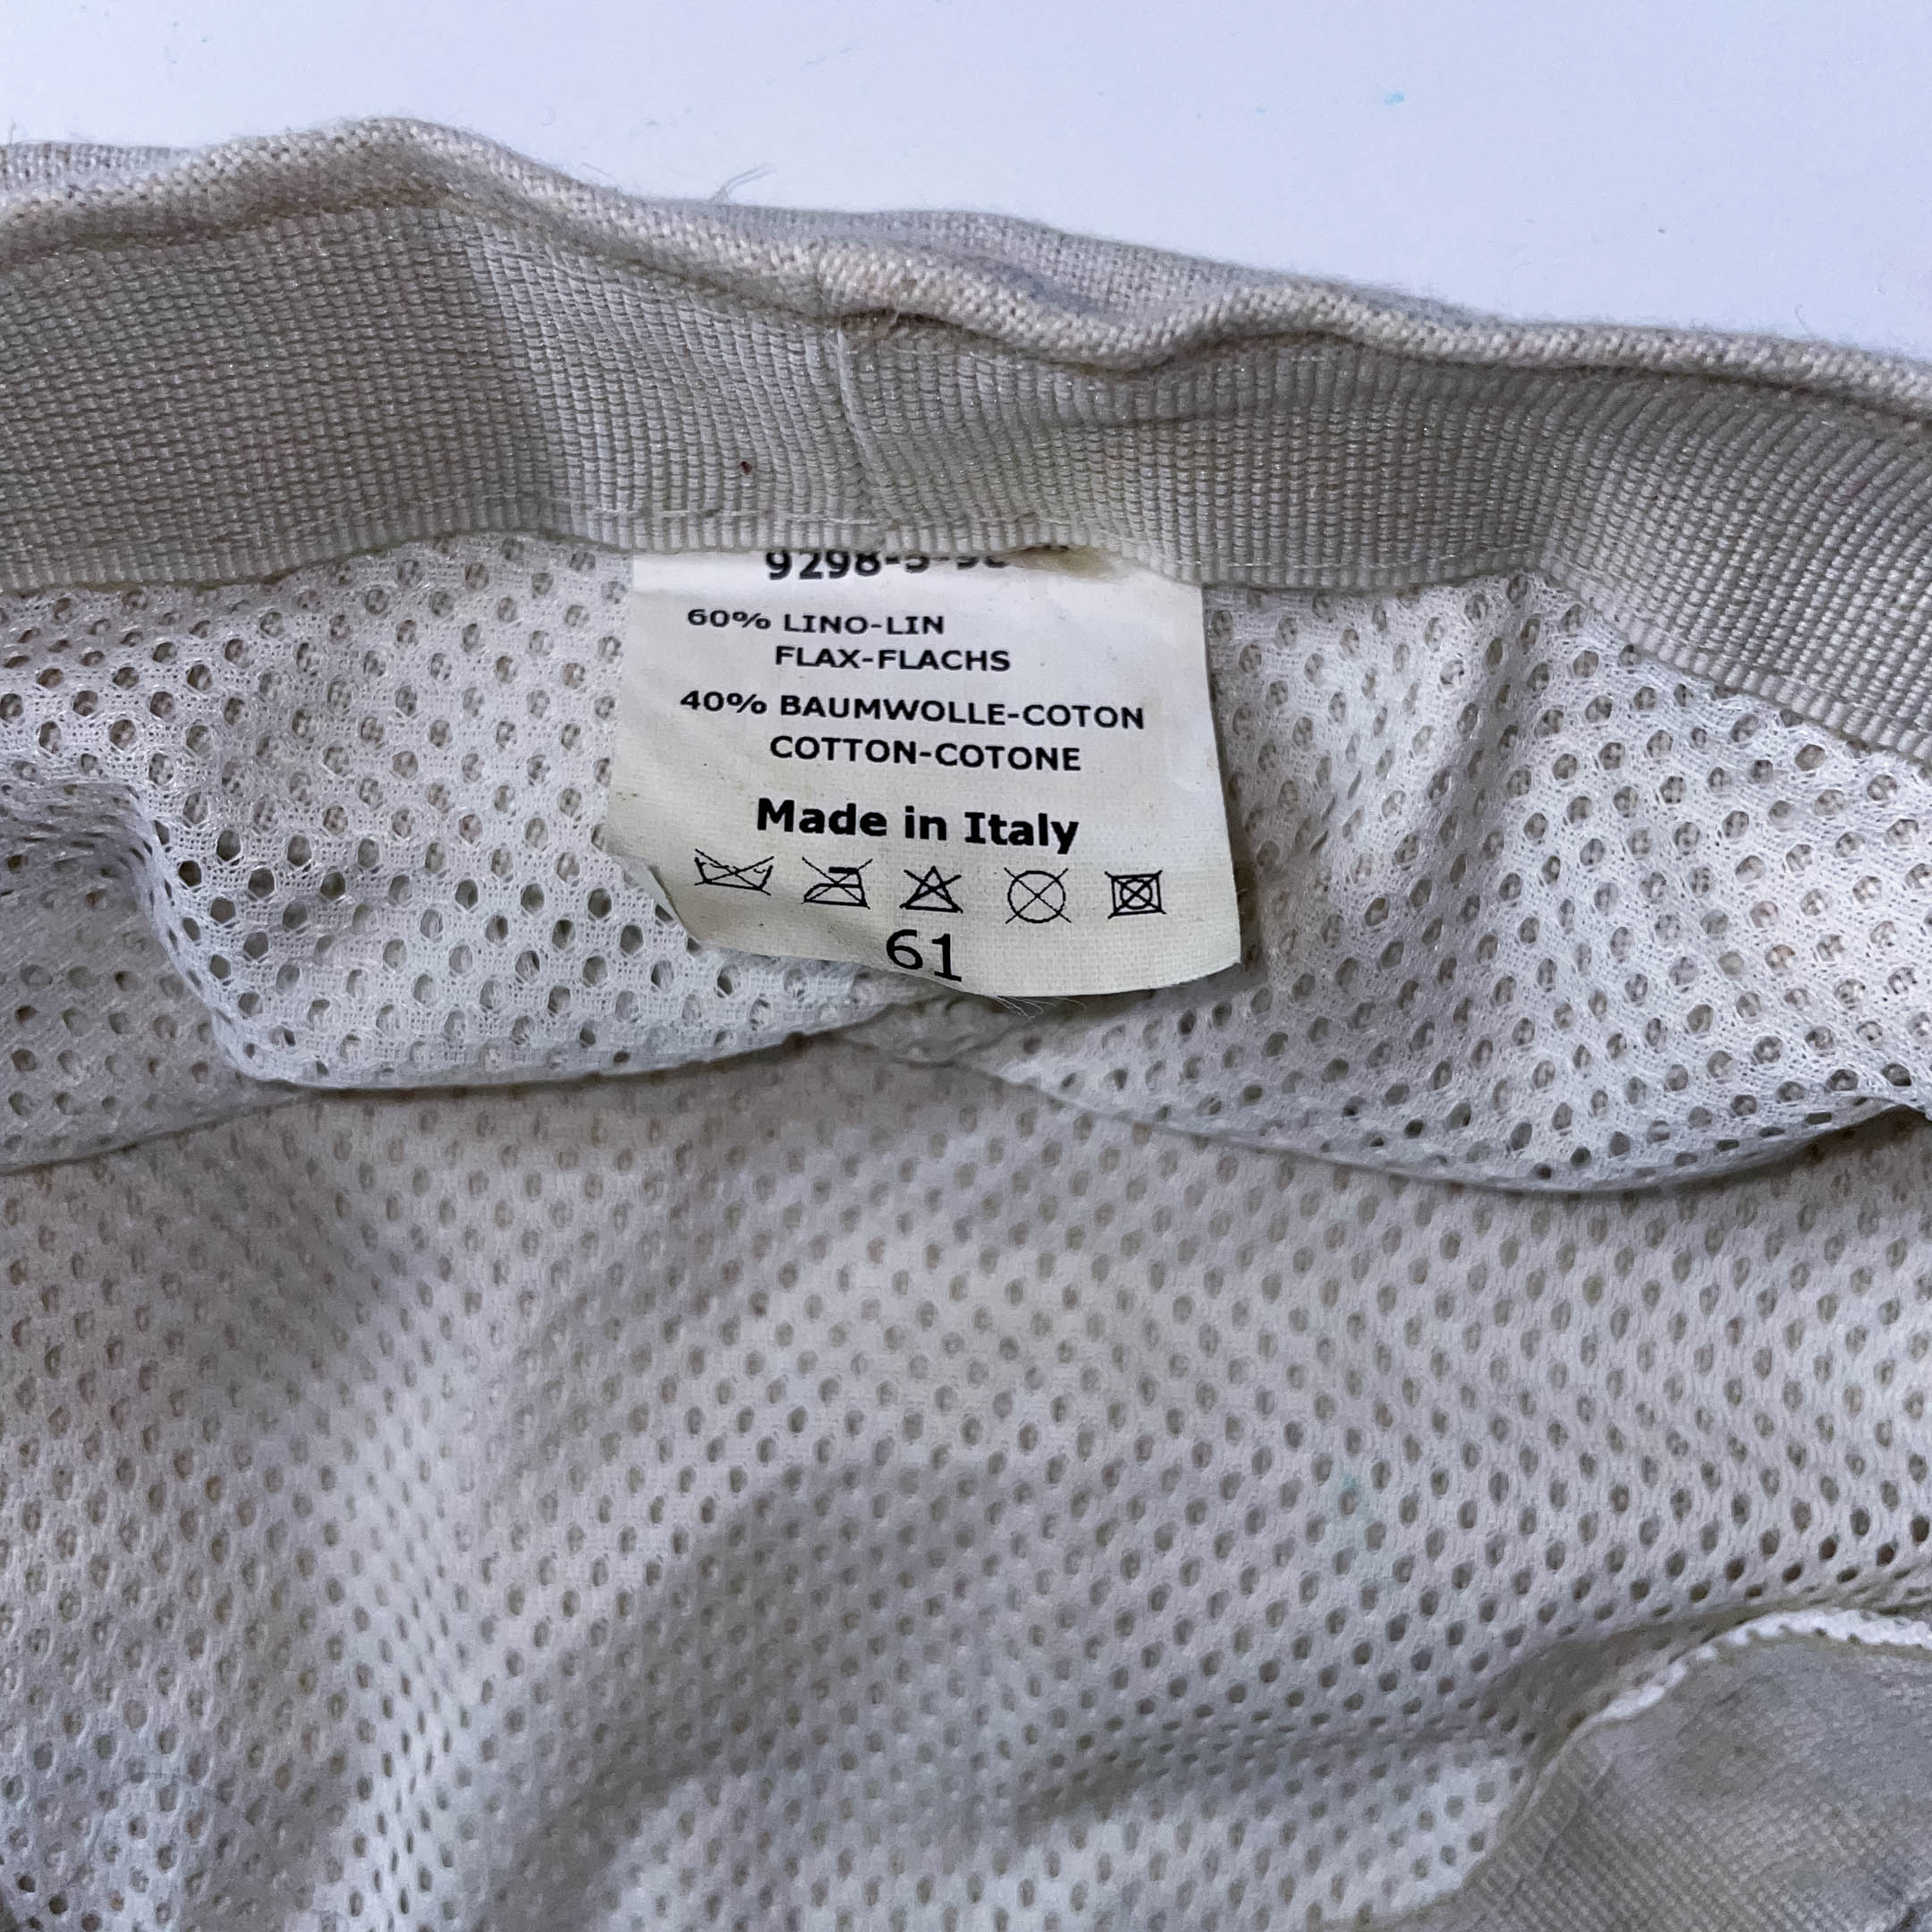 60% LINO-LIN
FLAX-FLACHS
40% BAUMWOLLE-COTON
COTTON-COTONE
Made in Italy
61